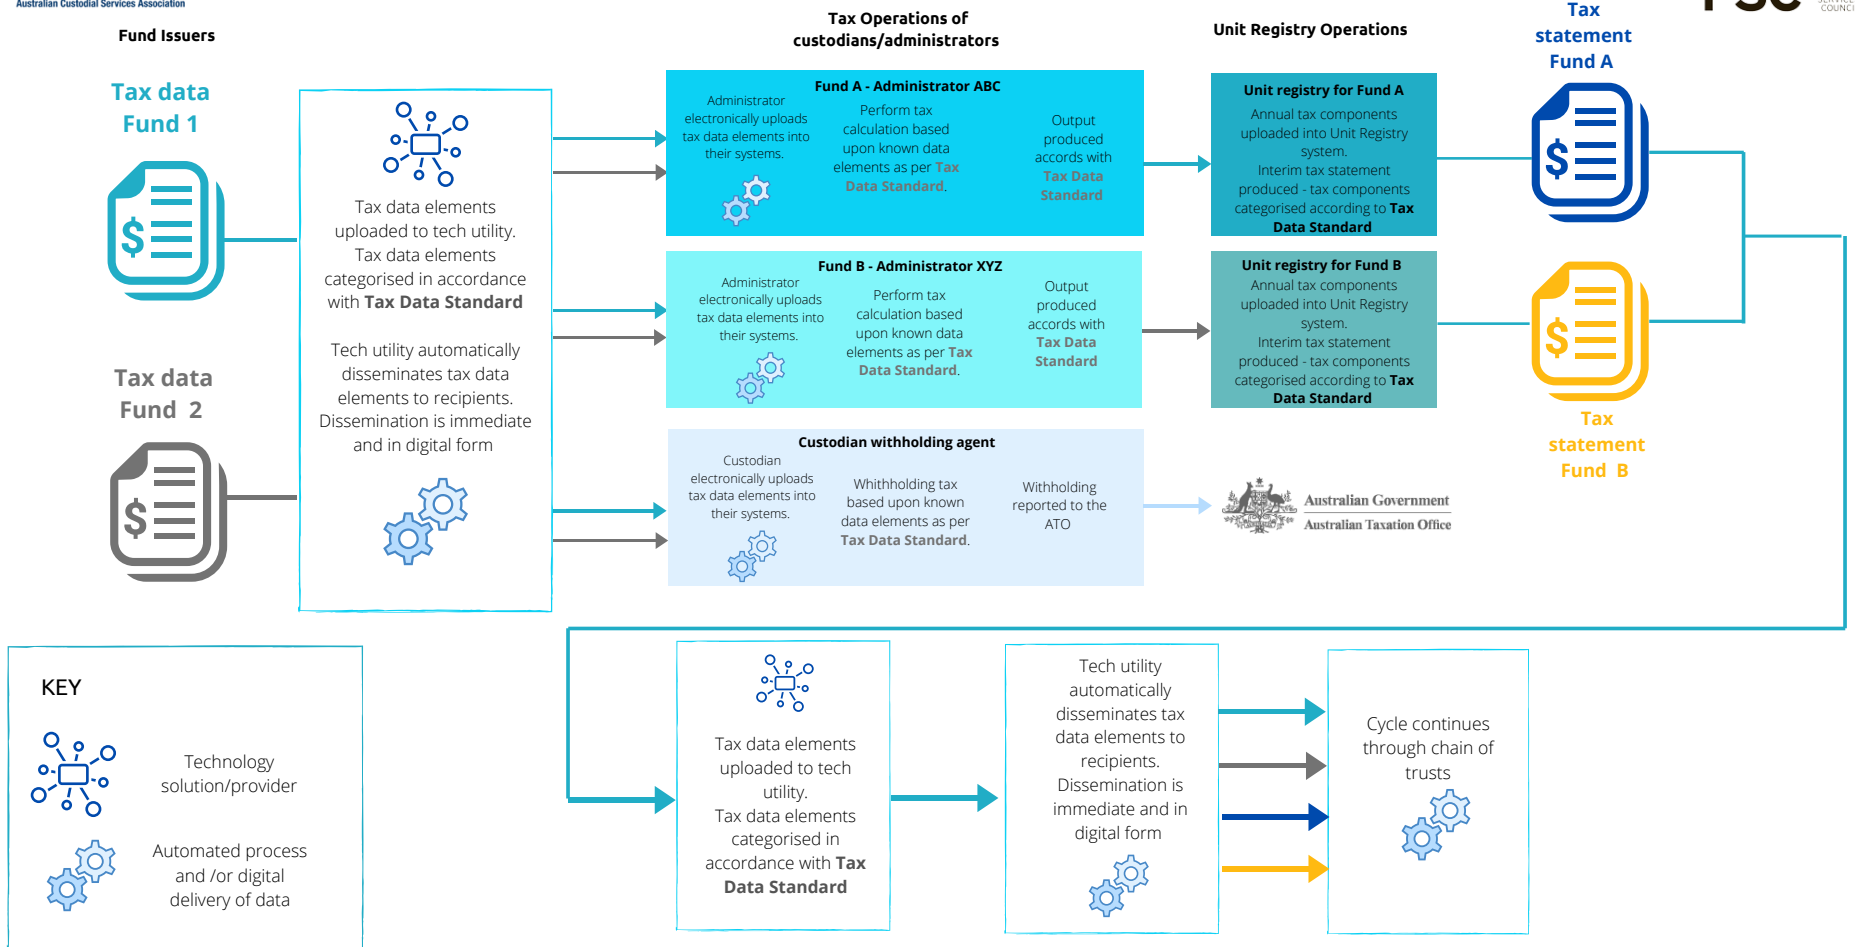 Australian Custodial Services Association
Fund Issuers
Tax Operations of
custodians/administrators
Unit Registry Operations
Tax
statement
Fund A
COUNCI
Tax data
Fund 1
Tax data elements
uploaded to tech utility.
Tax data elements
categorised in accordance
with Tax Data Standard
Tech utility automatically
disseminates tax data
elements to recipients.
Dissemination is immediate
and in digital form
Tax data
Fund 2
Fund A - Administrator ABC
Administrator
electronically uploads
tax data elements into
their systems.
Perform tax
calculation based
upon known data
elements as per Tax
Data Standard.
Output
produced
accords with
Tax Data
Standard
Unit registry for Fund A
Annual tax components
uploaded into Unit Registry
system.
Interim tax statement
produced - tax components
categorised according to Tax
Data Standard
Fund B - Administrator XYZ
Administrator
electronically uploads
tax data elements into
their systems.
Perform tax
calculation based
upon known data
elements as per Tax
Data Standard.
Output
produced
accords with
Tax Data
Standard
Unit registry for Fund B
Annual tax components
uploaded into Unit Registry
system.
Interim tax statement
produced - tax components
categorised according to Tax
Data Standard
Tax
statement
Fund B
Custodian withholding agent
Custodian
electronically uploads
tax data elements into
their systems.
Whithholding tax
based upon known
data elements as per
Tax Data Standard.
Withholding
reported to the
ATO
Australian Government
Australian Taxation Office
KEY
Technology
solution/provider
Automated process
and /or digital
delivery of data
Tax data elements
uploaded to tech
utility.
Tax data elements
categorised in
accordance with Tax
Data Standard
Tech utility
automatically
disseminates tax
data elements to
recipients.
Dissemination is
immediate and in
digital form
Cycle continues
through chain of
trusts